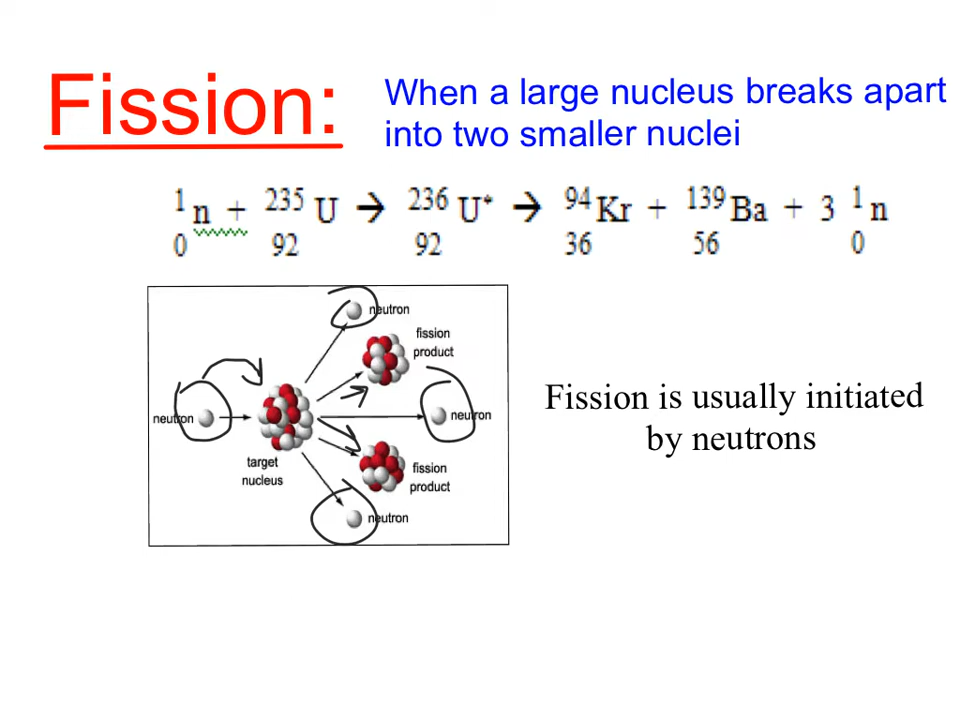 Fission:
When a large nucleus breaks apart
into two smaller nuclei
1 235 236 94 139 1
n + U → U* → Kr + Ba + 3 n
0 92 92 36 56 0
neutron
fission
product
neutron
neutron
target
nucleus
fission
product
neutron
Fission is usually initiated
by neutrons